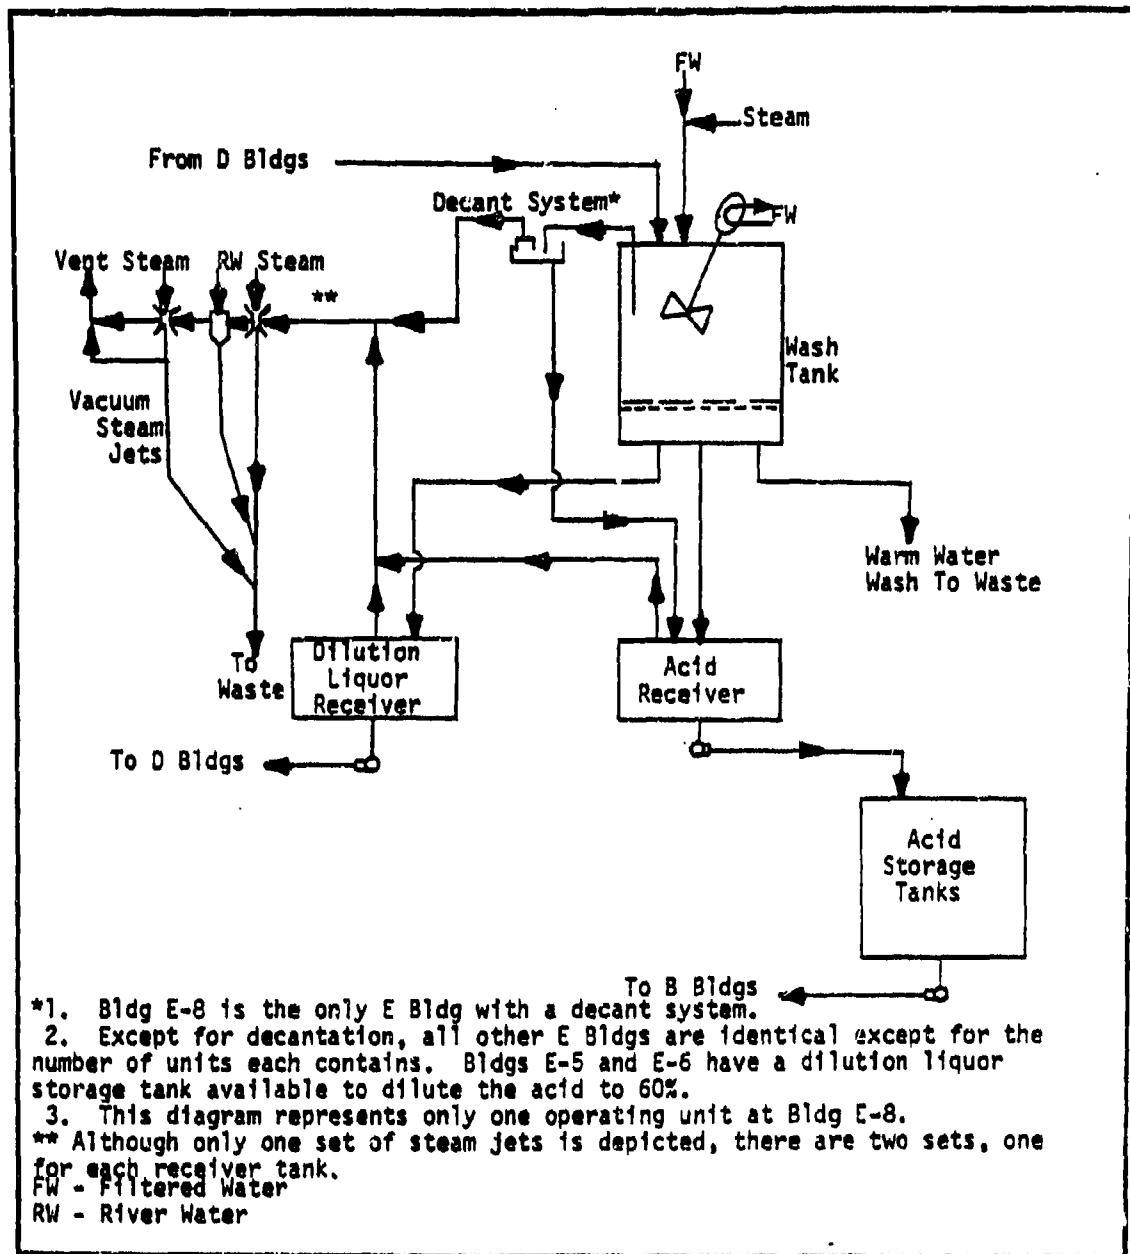 FW
Steam
From D Bldgs
Decant System*
FW
Vent Steam RW Steam
**
Wash
Tank
Vacuum
Steam
Jets
Warm Water
Wash To Waste
To
Waste
Dilution
Liquor
Receiver
Acid
Receiver
To D Bldgs
Acid
Storage
Tanks
To B Bldgs
*1. Bldg E-8 is the only E Bldg with a decant system.
2. Except for decantation, all other E Bldgs are identical except for the
number of units each contains. Bldgs E-5 and E-6 have a dilution liquor
storage tank available to dilute the acid to 60%.
3. This diagram represents only one operating unit at Bldg E-8.
** Although only one set of steam jets is depicted, there are two sets, one
for each receiver tank.
FW - Filtered Water
RW - River Water